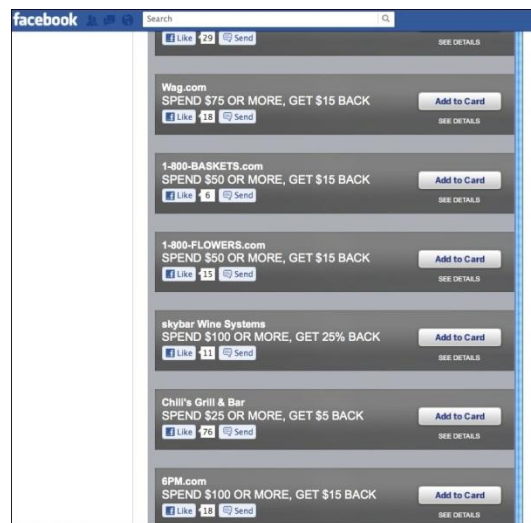 facebook
Search
Like 29 Send
SEE DETAILS
Wag.com
SPEND $75 OR MORE, GET $15 BACK
Like 18 Send
Add to Card
SEE DETAILS
1-800-BASKETS.com
SPEND $50 OR MORE, GET $15 BACK
Like 6 Send
Add to Card
SEE DETAILS
1-800-FLOWERS.com
SPEND $50 OR MORE, GET $15 BACK
Like 15 Send
Add to Card
SEE DETAILS
skybar Wine Systems
SPEND $100 OR MORE, GET 25% BACK
Like 11 Send
Add to Card
SEE DETAILS
Chili's Grill & Bar
SPEND $25 OR MORE, GET $5 BACK
Like 76 Send
Add to Card
SEE DETAILS
6PM.com
SPEND $100 OR MORE, GET $15 BACK
Like 18 Send
Add to Card
SEE DETAILS